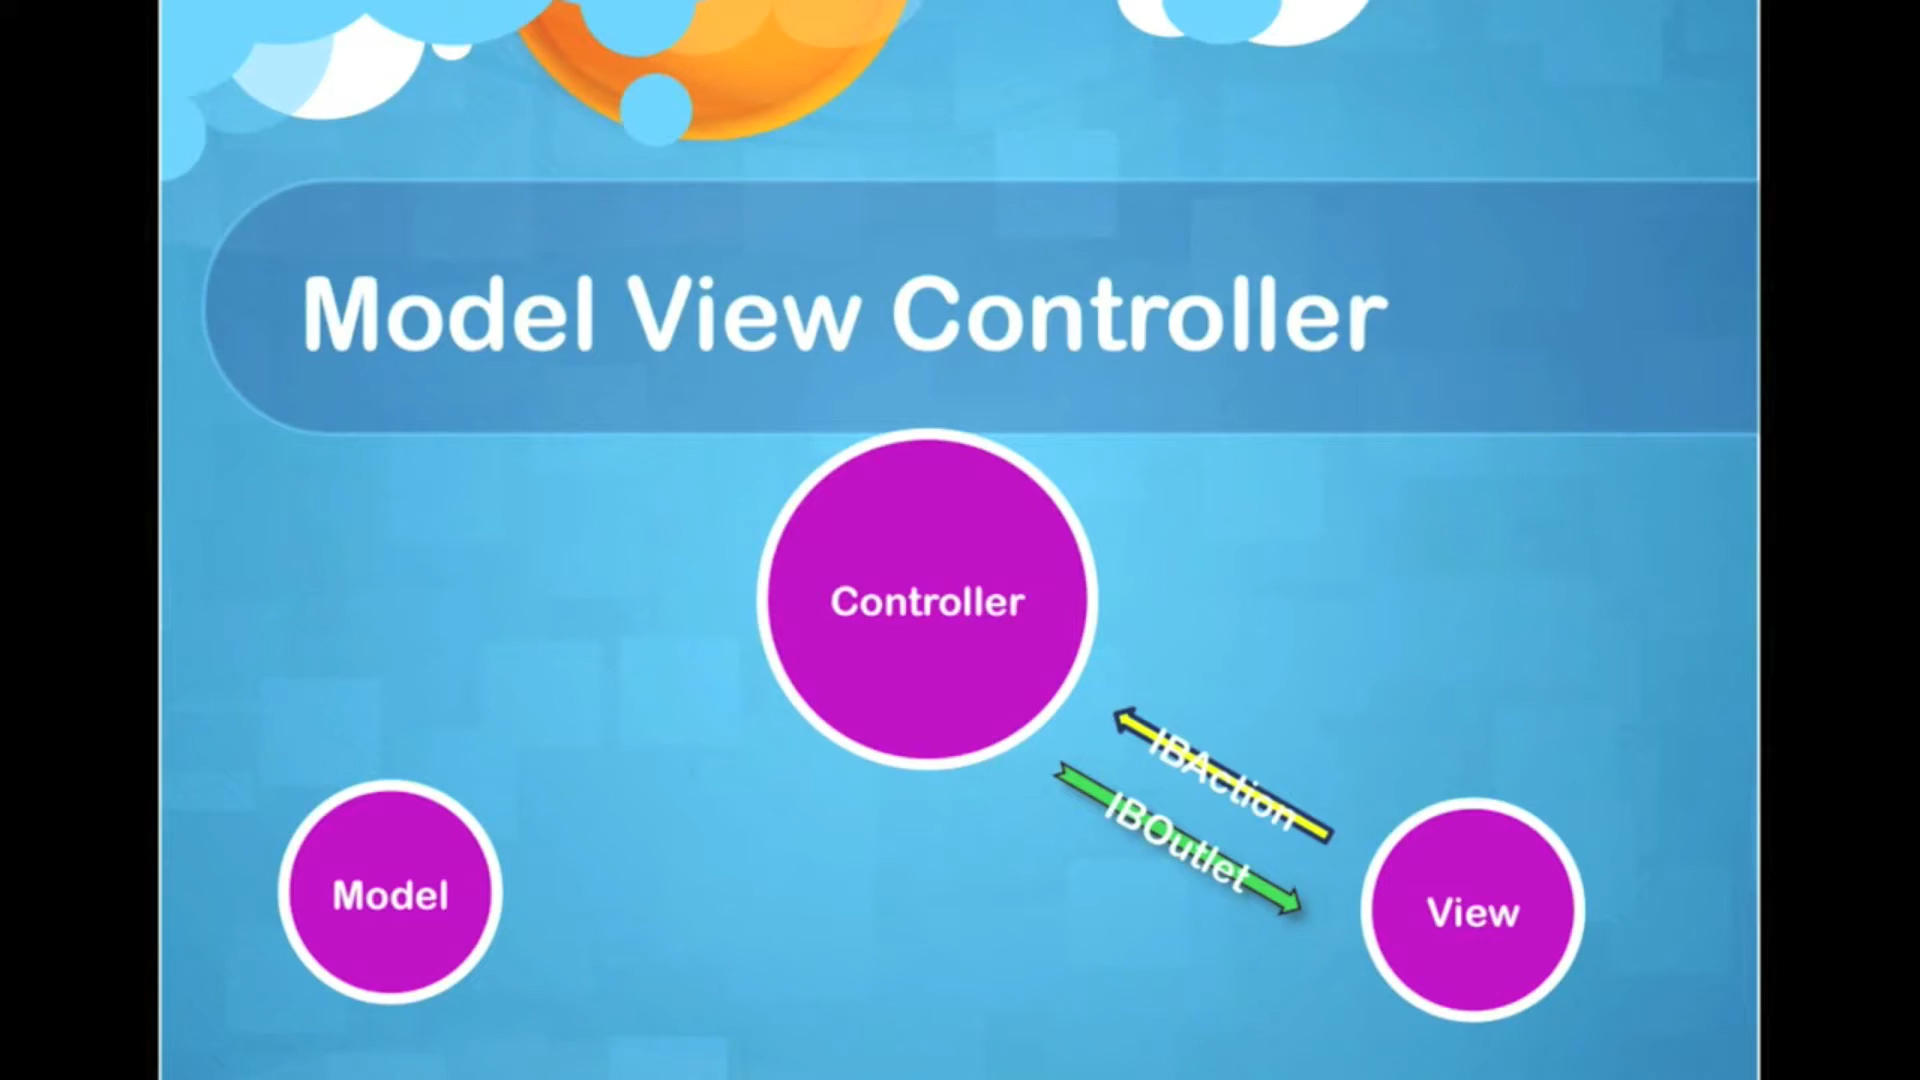 Model View Controller
Controller
IBAction
IBOutlet
Model
View